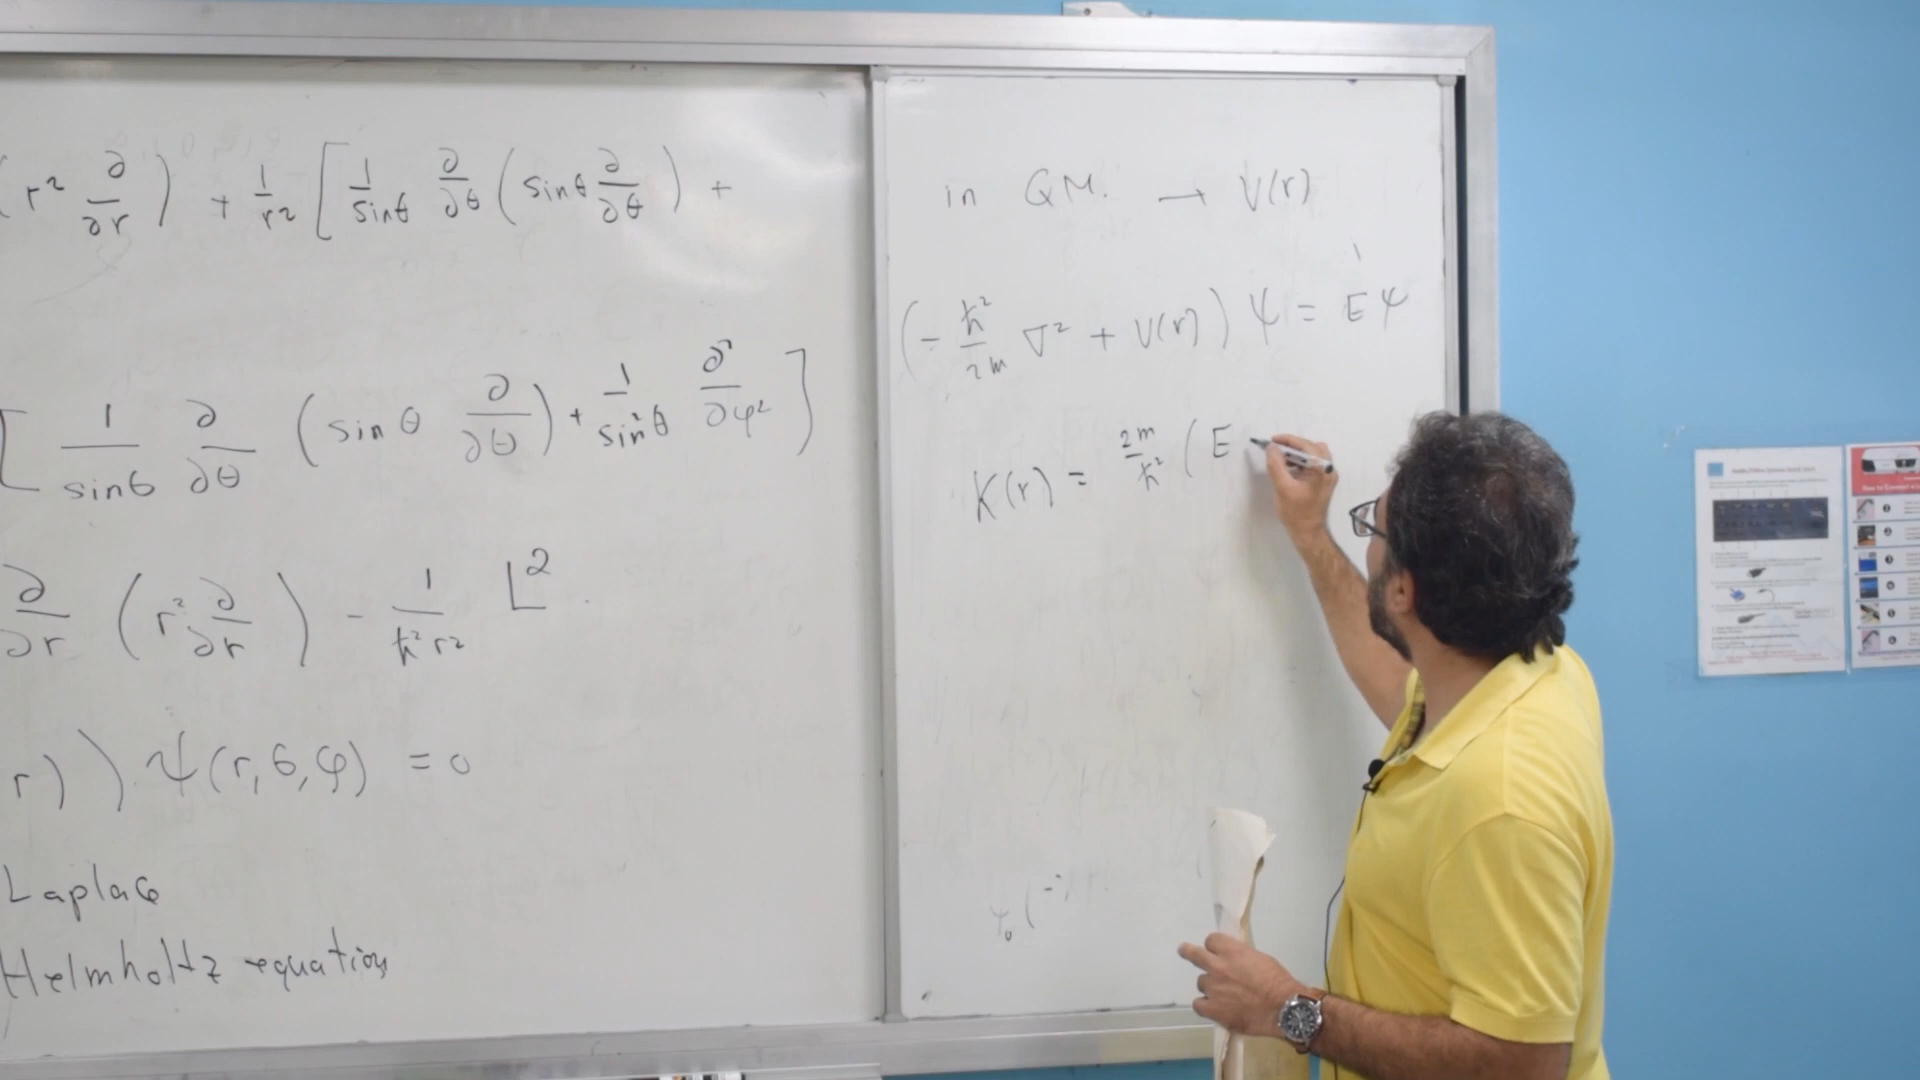 ( r² ∂/∂r ) + 1/r² [ 1/sinθ ∂/∂θ ( sinθ ∂/∂θ ) +
[ 1/sinθ ∂/∂θ ( sin θ ∂/∂θ ) + 1/sin²θ ∂²/∂φ² ]
∂/∂r ( r² ∂/∂r ) - 1/ħ²r² L²
r) ) ψ(r,θ,φ) = 0
Laplace
Helmholtz equation
in QM. → V(r)
( - ħ²/2m ∇² + V(r) ) ψ = E ψ
K(r) = 2m/ħ² ( E